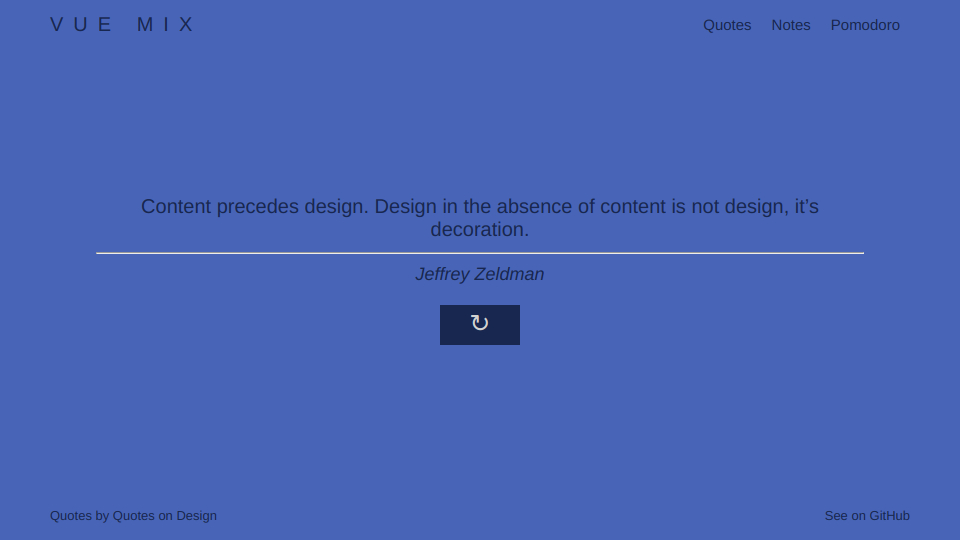 VUE MIX
Quotes Notes Pomodoro
Content precedes design. Design in the absence of content is not design, it’s
decoration.
Jeffrey Zeldman
↻
Quotes by Quotes on Design
See on GitHub